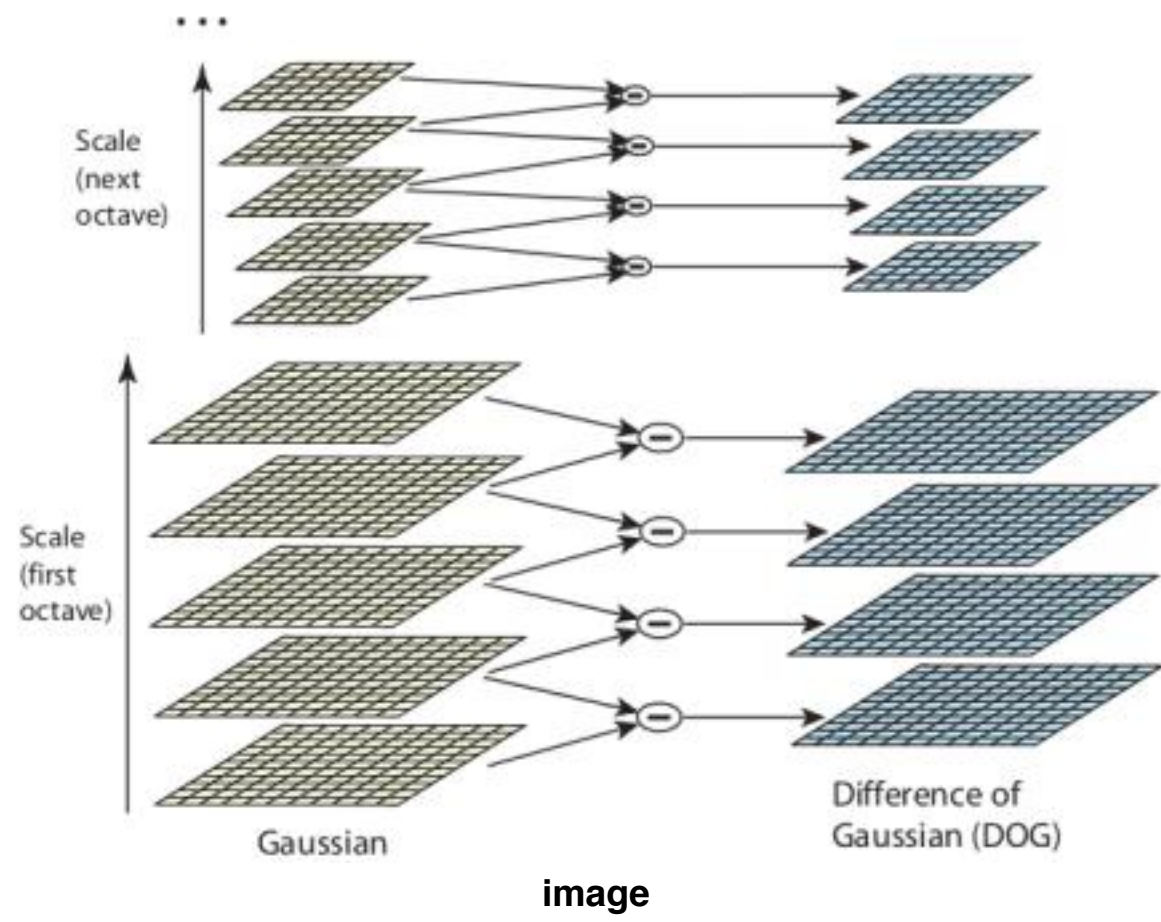 ...
Scale
(next
octave)
Scale
(first
octave)
Gaussian
Difference of
Gaussian (DOG)
image